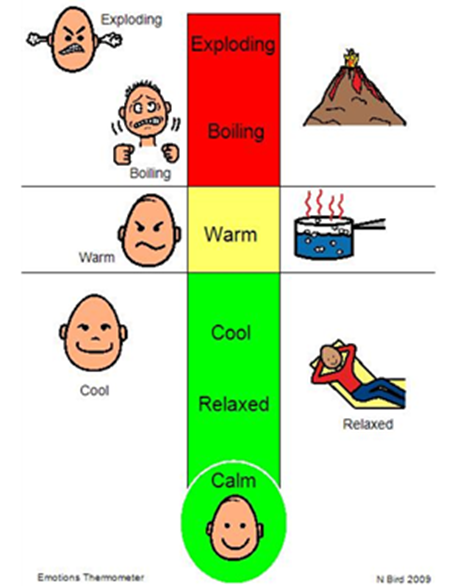 Exploding
Exploding
Boiling
Boiling
Warm
Warm
Cool
Cool
Relaxed
Relaxed
Calm
Emotions Thermometer
N Bird 2009